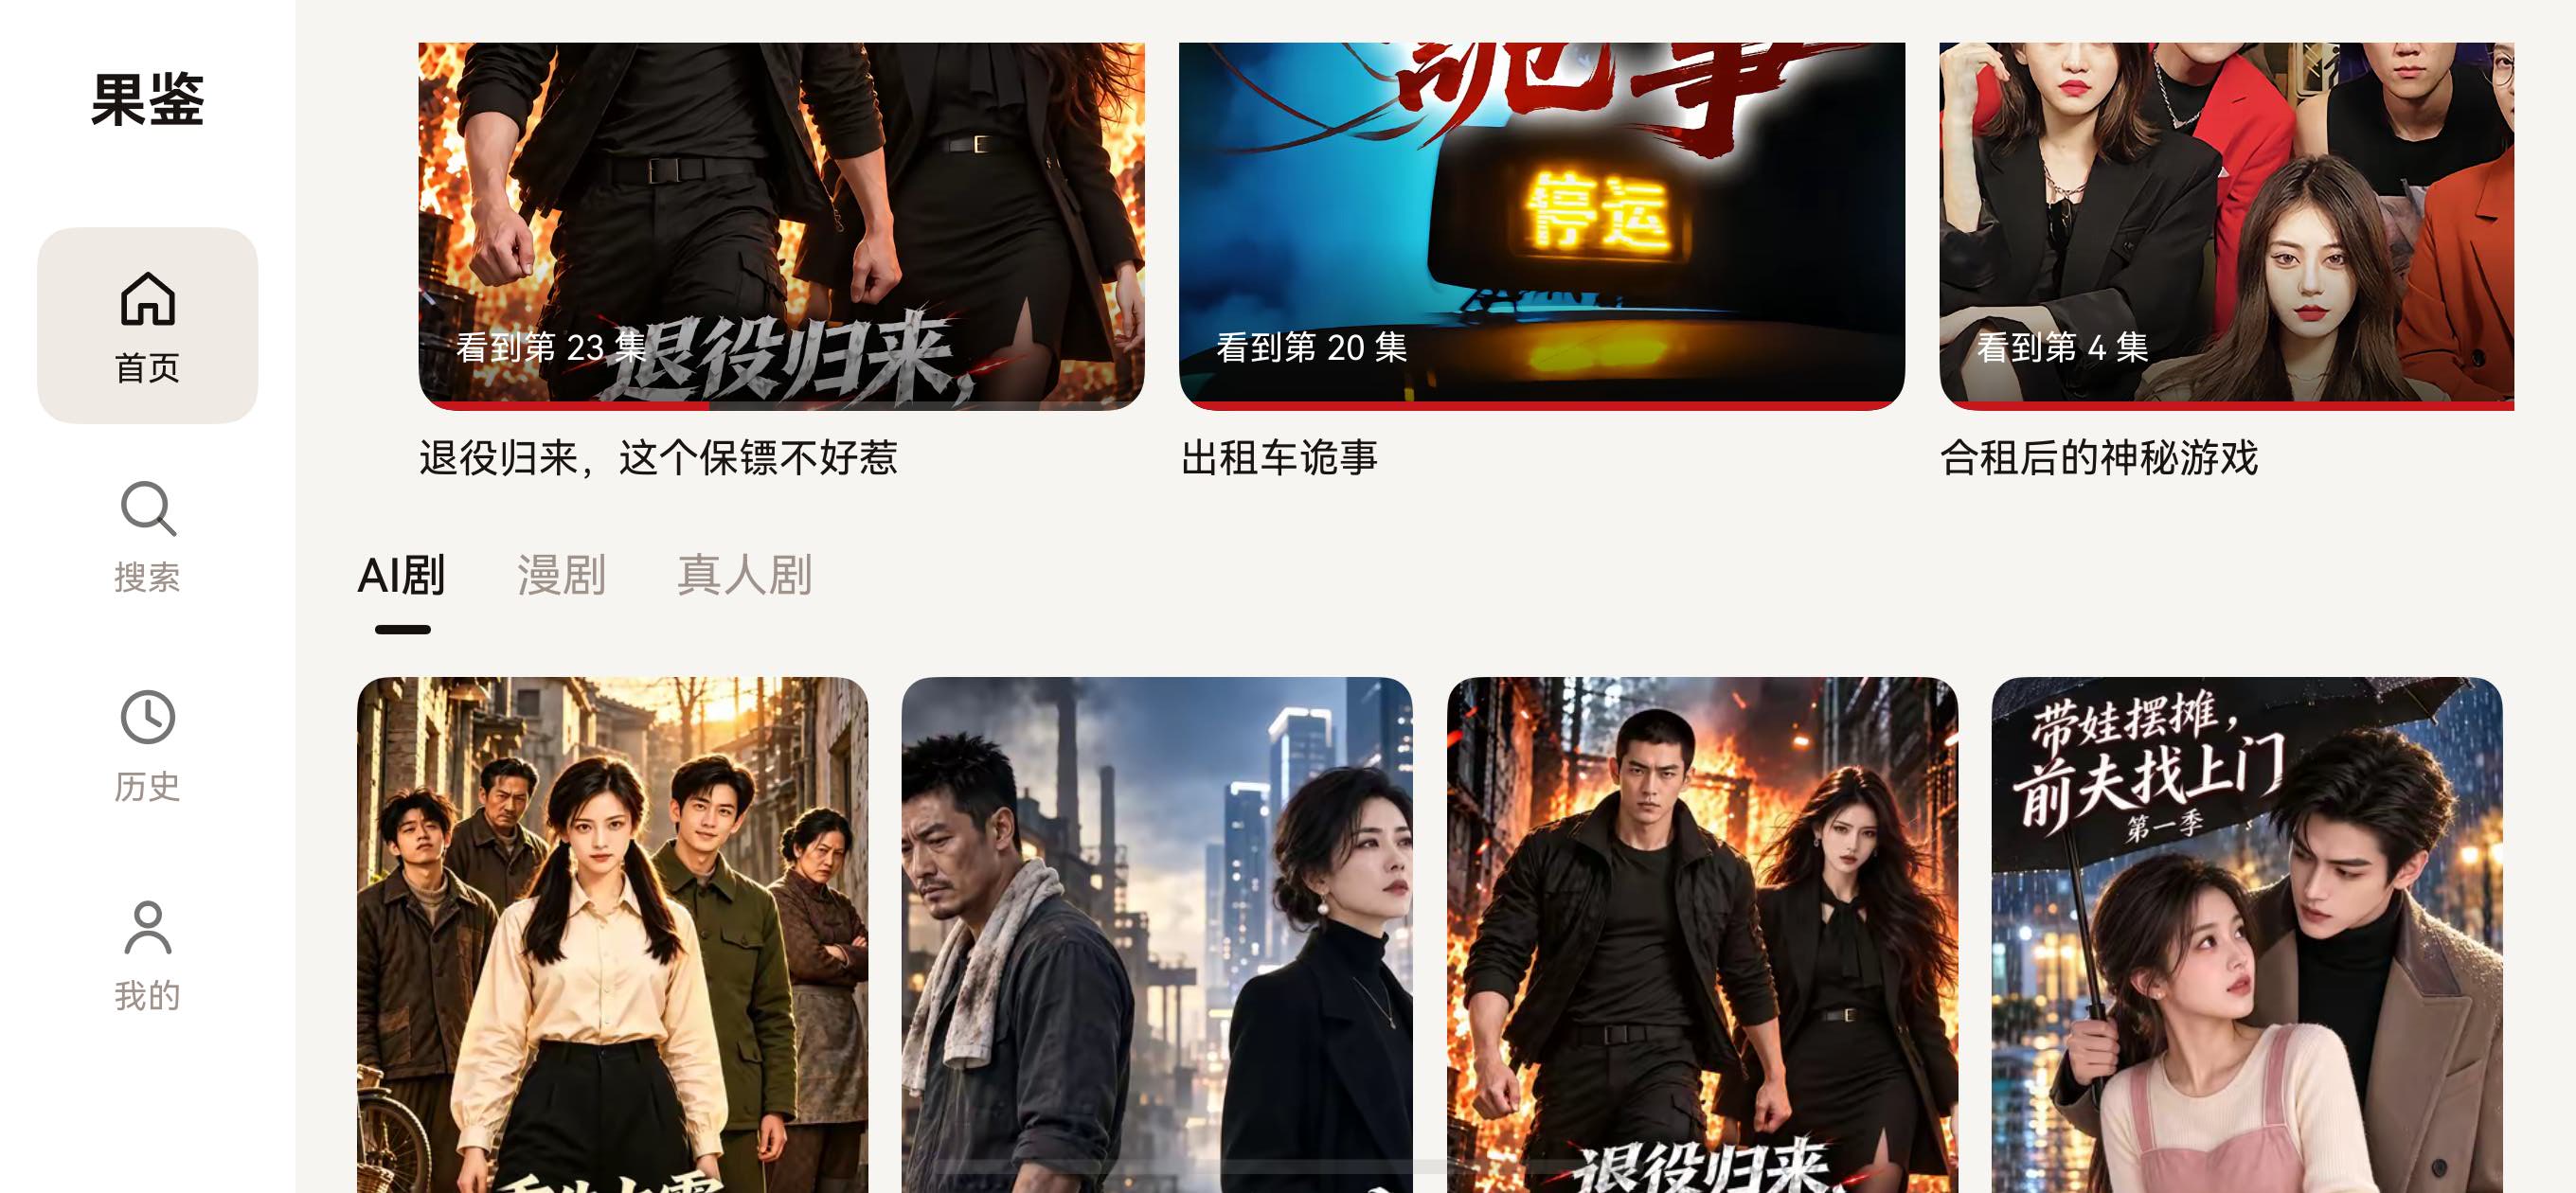 果鉴
首页
搜索
历史
我的
诡事
停运
看到第 23 集
退役归来,
看到第 20 集
看到第 4 集
退役归来，这个保镖不好惹
出租车诡事
合租后的神秘游戏
AI剧
漫剧
真人剧
带娃摆摊，
前夫找上门
第一季
退役归来,